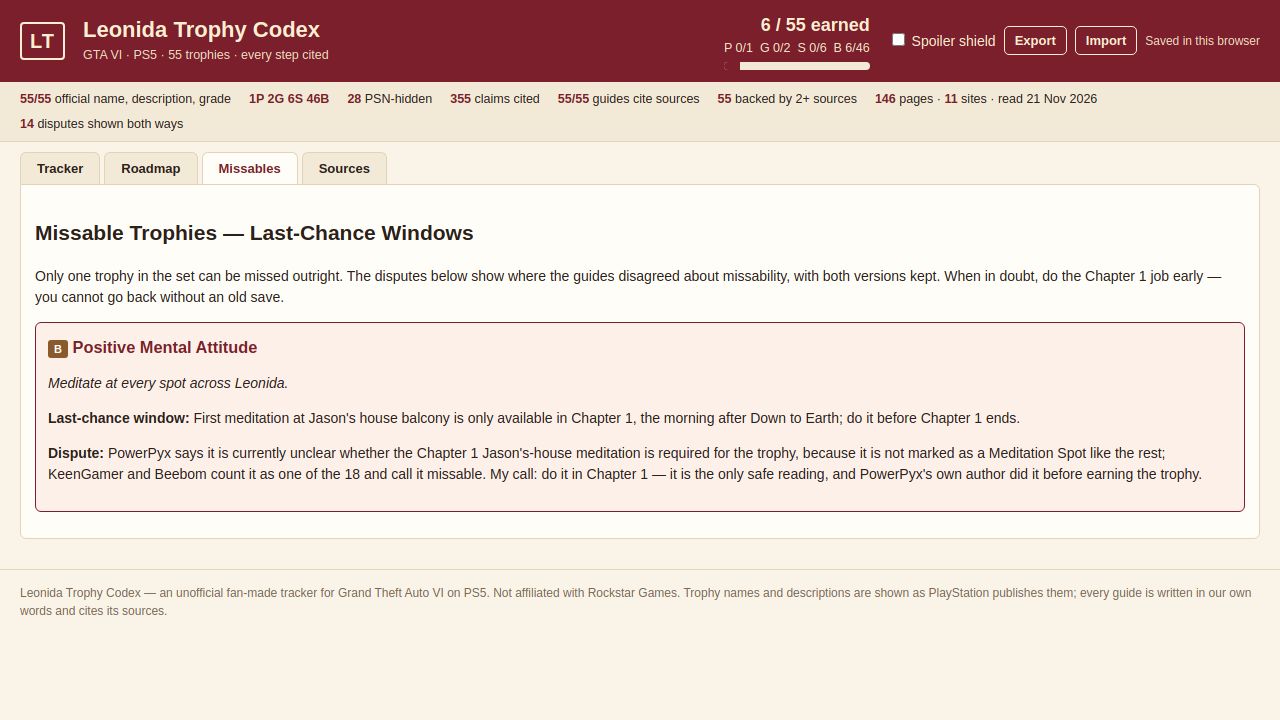 LT
Leonida Trophy Codex
GTA VI · PS5 · 55 trophies · every step cited
6 / 55 earned
P 0/1 G 0/2 S 0/6 B 6/46
Spoiler shield
Export
Import
Saved in this browser
55/55 official name, description, grade 1P 2G 6S 46B 28 PSN-hidden 355 claims cited 55/55 guides cite sources 55 backed by 2+ sources 146 pages · 11 sites · read 21 Nov 2026
14 disputes shown both ways
Tracker Roadmap Missables Sources
Missable Trophies — Last-Chance Windows
Only one trophy in the set can be missed outright. The disputes below show where the guides disagreed about missability, with both versions kept. When in doubt, do the Chapter 1 job early —
you cannot go back without an old save.
B Positive Mental Attitude
Meditate at every spot across Leonida.
Last-chance window: First meditation at Jason's house balcony is only available in Chapter 1, the morning after Down to Earth; do it before Chapter 1 ends.
Dispute: PowerPyx says it is currently unclear whether the Chapter 1 Jason's-house meditation is required for the trophy, because it is not marked as a Meditation Spot like the rest;
KeenGamer and Beebom count it as one of the 18 and call it missable. My call: do it in Chapter 1 — it is the only safe reading, and PowerPyx's own author did it before earning the trophy.
Leonida Trophy Codex — an unofficial fan-made tracker for Grand Theft Auto VI on PS5. Not affiliated with Rockstar Games. Trophy names and descriptions are shown as PlayStation publishes them; every guide is written in our own
words and cites its sources.